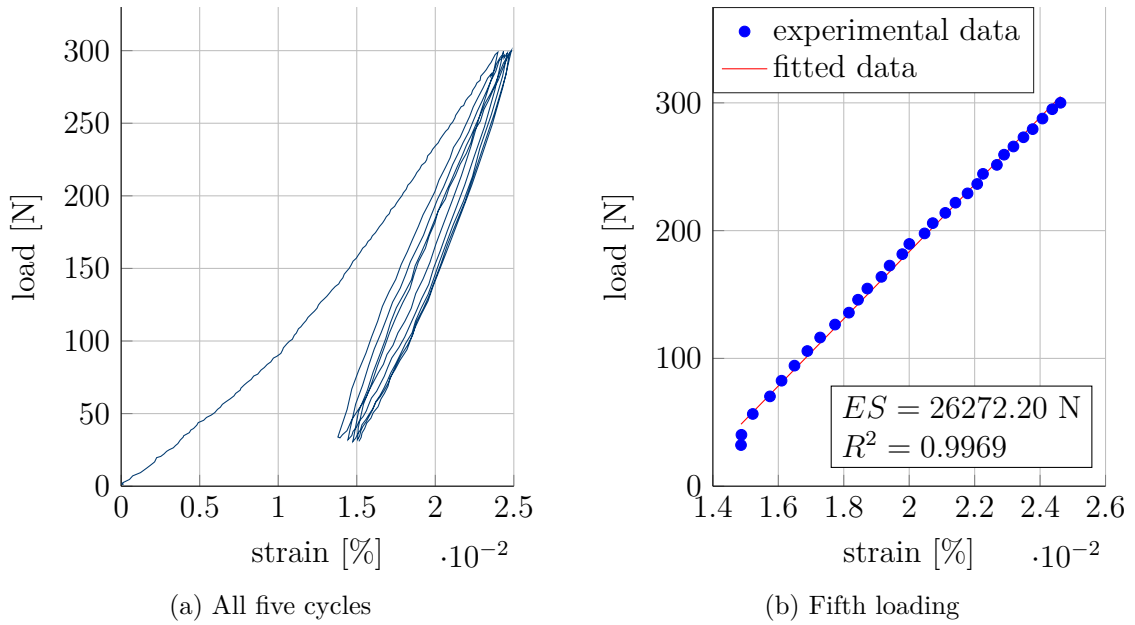 300
250
200
150
100
50
0
load [N]
0 0.5 1 1.5 2 2.5
strain [%] ·10⁻²
(a) All five cycles
experimental data
fitted data
300
200
100
0
load [N]
ES = 26272.20 N
R² = 0.9969
1.4 1.6 1.8 2 2.2 2.4 2.6
strain [%] ·10⁻²
(b) Fifth loading